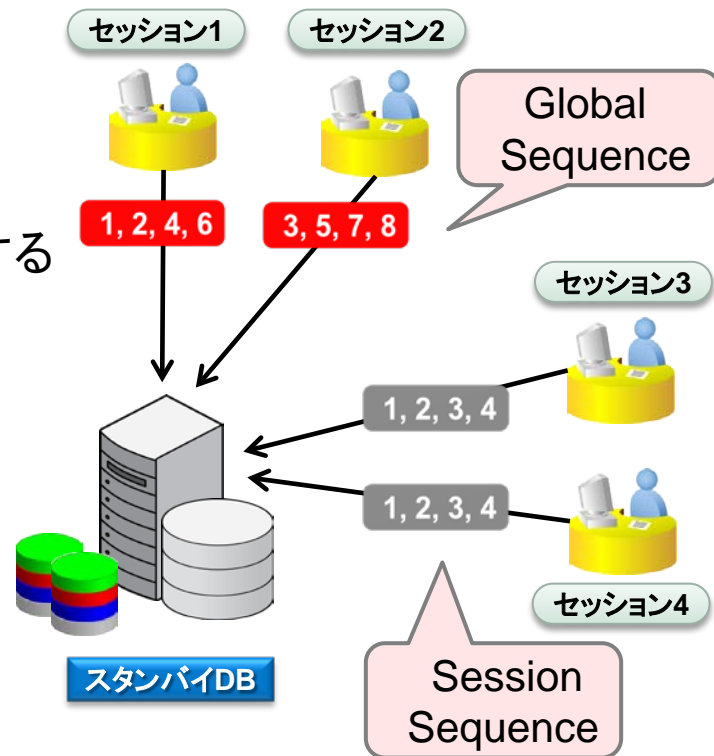 セッション1
セッション2
Global
Sequence
1, 2, 4, 6
3, 5, 7, 8
する
セッション3
1, 2, 3, 4
1, 2, 3, 4
セッション4
スタンバイDB
Session
Sequence